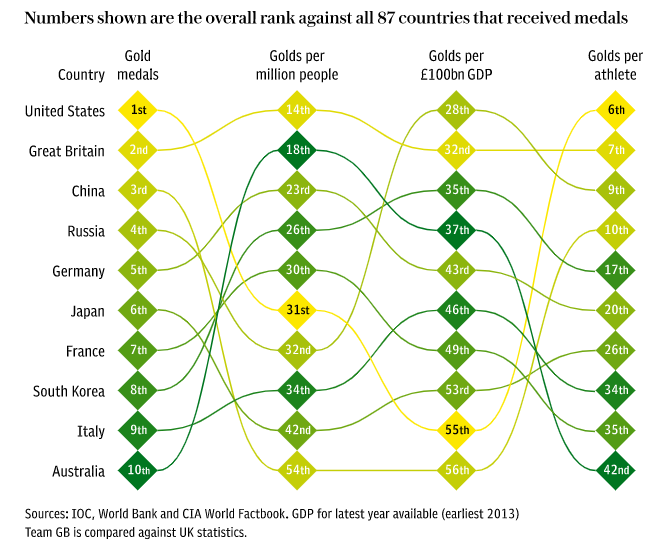 Numbers shown are the overall rank against all 87 countries that received medals
Country
Gold
medals
Golds per
million people
Golds per
£100bn GDP
Golds per
athlete
United States 1st 14th 28th 6th
Great Britain 2nd 18th 32nd 7th
China 3rd 23rd 35th 9th
Russia 4th 26th 37th 10th
Germany 5th 30th 43rd 17th
Japan 6th 31st 46th 20th
France 7th 32nd 49th 26th
South Korea 8th 34th 53rd 34th
Italy 9th 42nd 55th 35th
Australia 10th 54th 56th 42nd
Sources: IOC, World Bank and CIA World Factbook. GDP for latest year available (earliest 2013)
Team GB is compared against UK statistics.